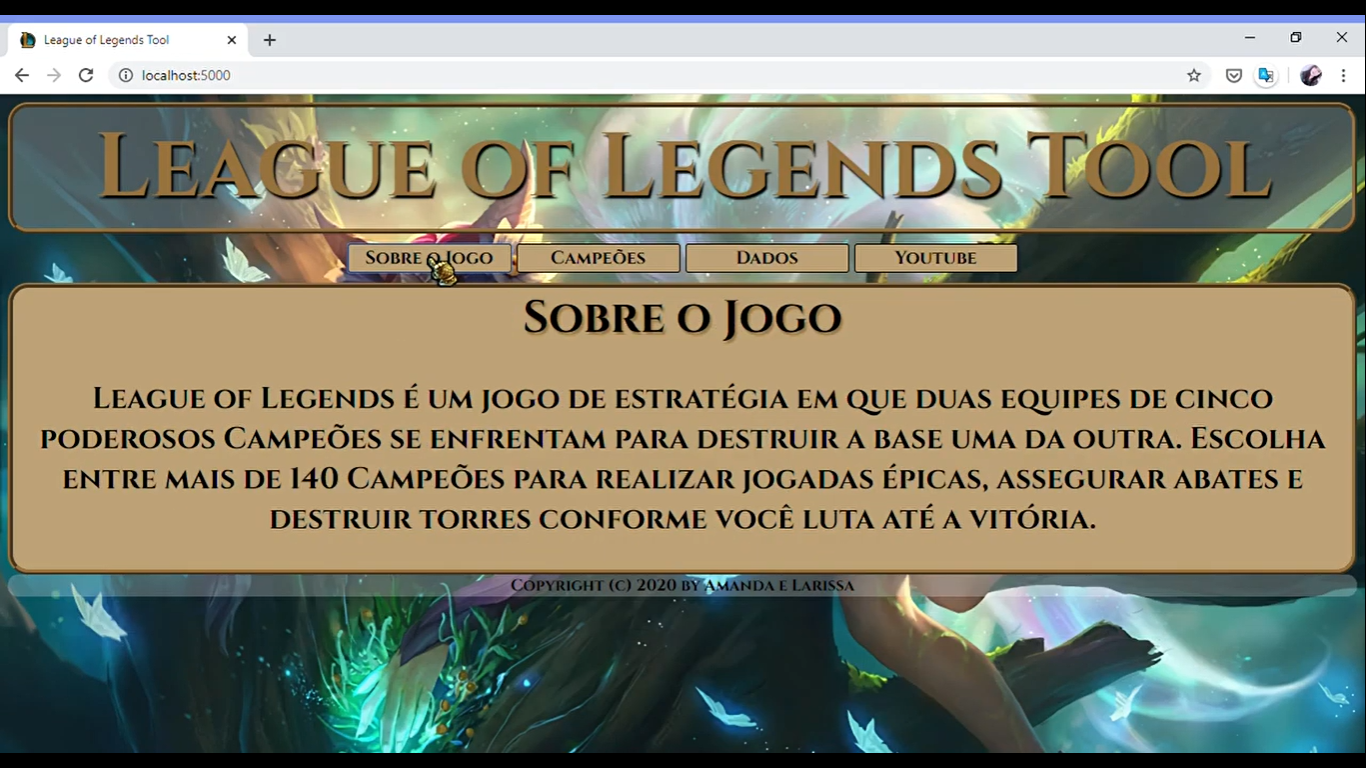 League of Legends Tool
localhost:5000
League of Legends Tool
Sobre o Jogo Campeões Dados Youtube
Sobre o Jogo
League of Legends é um jogo de estratégia em que duas equipes de cinco
poderosos Campeões se enfrentam para destruir a base uma da outra. Escolha
entre mais de 140 Campeões para realizar jogadas épicas, assegurar abates e
destruir torres conforme você luta até a vitória.
Copyright (c) 2020 by Amanda e Larissa